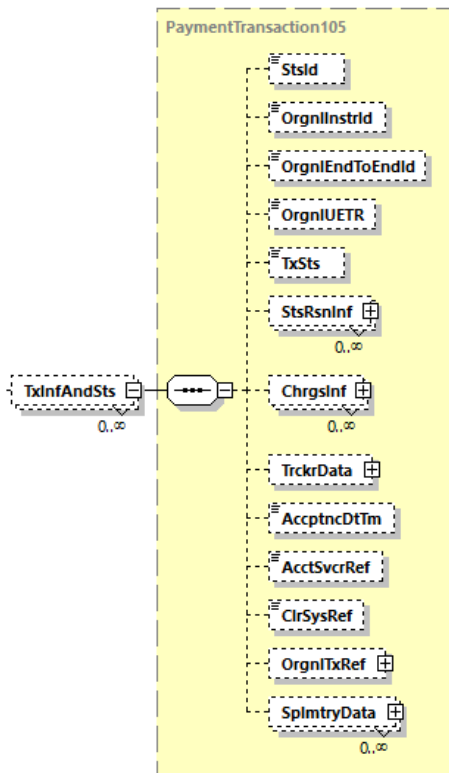 PaymentTransaction105
StsId
OrgnlInstrId
OrgnlEndToEndId
OrgnlUETR
TxSts
StsRsnInf
0..∞
TxInfAndSts
0..∞
ChrgsInf
0..∞
TrckrData
AccptncDtTm
AcctSvcrRef
ClrSysRef
OrgnlTxRef
SplmtryData
0..∞